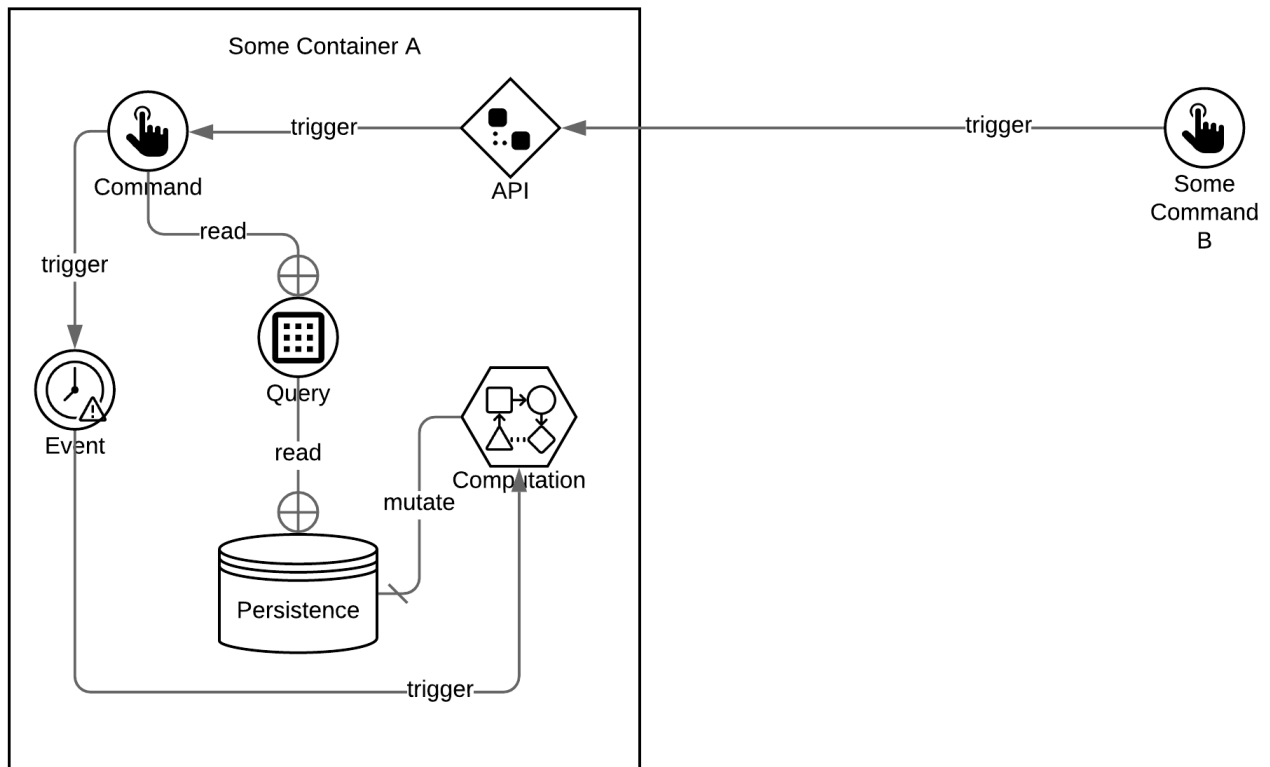 Some Container A
trigger
trigger
Command
API
Some
Command
B
read
trigger
Query
Event
read
Computation
mutate
Persistence
trigger